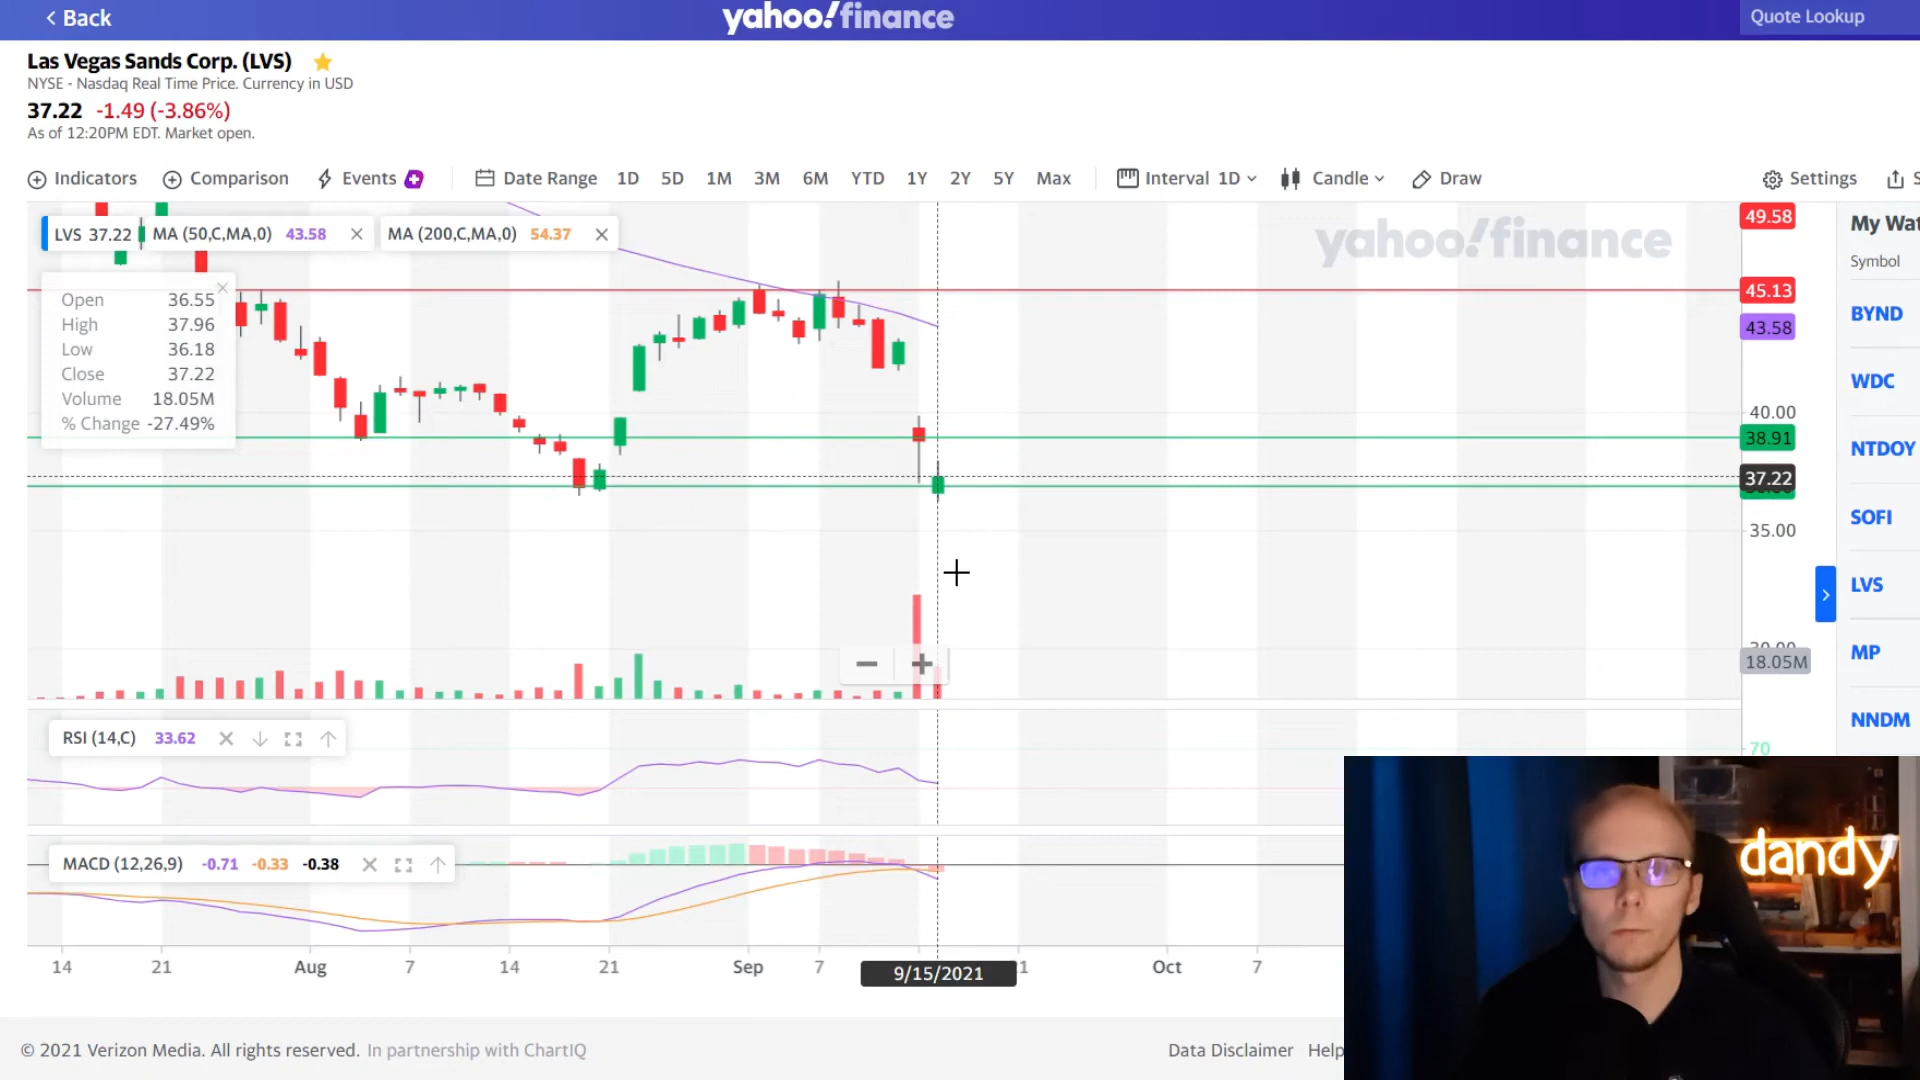 Back
yahoo!finance
Quote Lookup
Las Vegas Sands Corp. (LVS)
NYSE - Nasdaq Real Time Price. Currency in USD
37.22 -1.49 (-3.86%)
As of 12:20PM EDT. Market open.
Indicators Comparison Events Date Range 1D 5D 1M 3M 6M YTD 1Y 2Y 5Y Max Interval 1D Candle Draw Settings
LVS 37.22 MA (50,C,MA,0) 43.58 MA (200,C,MA,0) 54.37
yahoo!finance
49.58
My Wat
Symbol
Open 36.55
High 37.96
Low 36.18
Close 37.22
Volume 18.05M
% Change -27.49%
45.13
43.58
40.00
38.91
37.22
35.00
18.05M
BYND
WDC
NTDOY
SOFI
LVS
MP
NNDM
RSI (14,C) 33.62
70
MACD (12,26,9) -0.71 -0.33 -0.38
dandy
14 21 Aug 7 14 21 Sep 7 9/15/2021 Oct 7
© 2021 Verizon Media. All rights reserved. In partnership with ChartIQ
Data Disclaimer Help